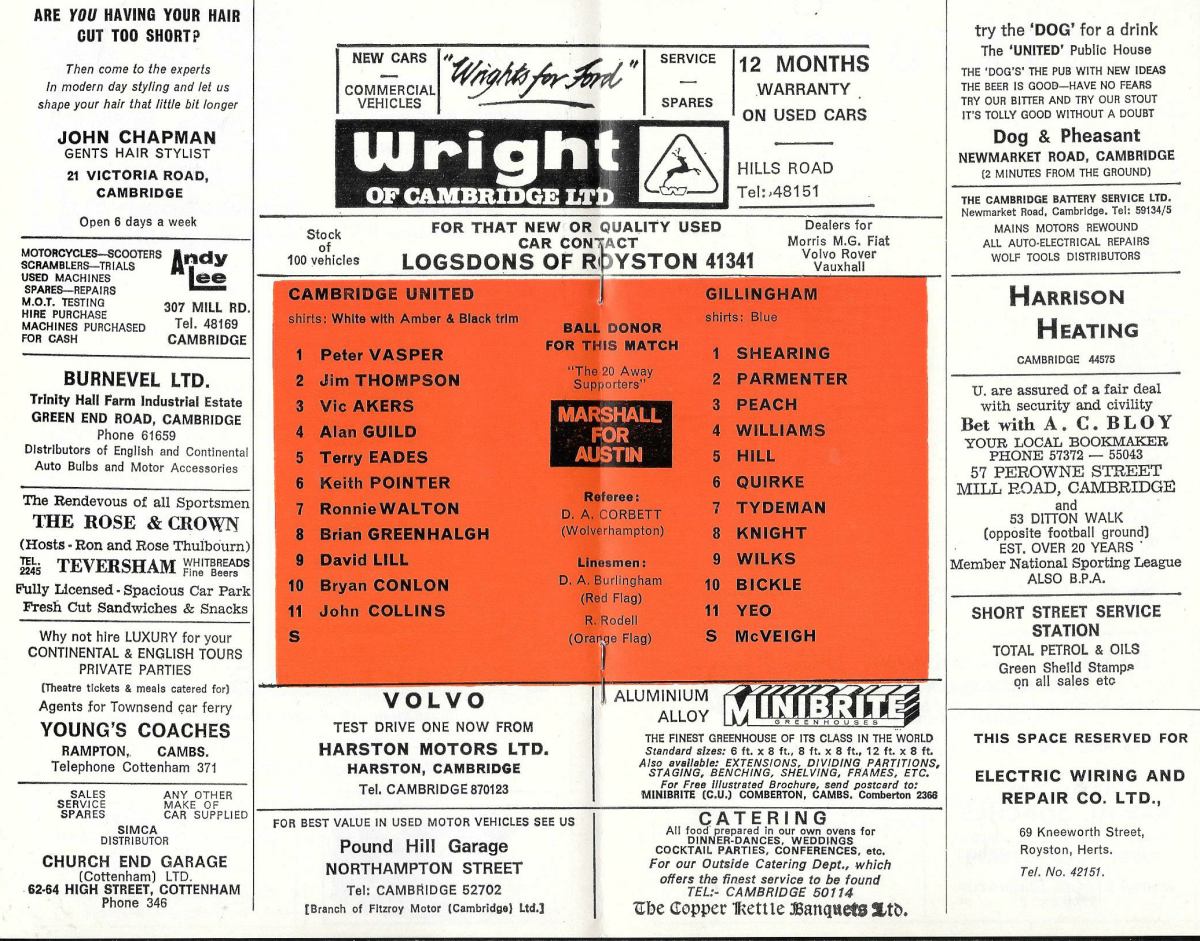 ARE YOU HAVING YOUR HAIR
CUT TOO SHORT?
Then come to the experts
In modern day styling and let us
shape your hair that little bit longer
JOHN CHAPMAN
GENTS HAIR STYLIST
21 VICTORIA ROAD,
CAMBRIDGE
Open 6 days a week
MOTORCYCLES—SCOOTERS
SCRAMBLERS—TRIALS
USED MACHINES
SPARES—REPAIRS
M.O.T. TESTING
HIRE PURCHASE
MACHINES PURCHASED
FOR CASH
Andy
Lee
307 MILL RD.
Tel. 48169
CAMBRIDGE
BURNEVEL LTD.
Trinity Hall Farm Industrial Estate
GREEN END ROAD, CAMBRIDGE
Phone 61659
Distributors of English and Continental
Auto Bulbs and Motor Accessories
The Rendevous of all Sportsmen
THE ROSE & CROWN
(Hosts - Ron and Rose Thulbourn)
TEL. 2245 TEVERSHAM WHITBREADS Fine Beers
Fully Licensed - Spacious Car Park
Fresh Cut Sandwiches & Snacks
Why not hire LUXURY for your
CONTINENTAL & ENGLISH TOURS
PRIVATE PARTIES
(Theatre tickets & meals catered for)
Agents for Townsend car ferry
YOUNG'S COACHES
RAMPTON, CAMBS.
Telephone Cottenham 371
SALES
SERVICE
SPARES
ANY OTHER
MAKE OF
CAR SUPPLIED
SIMCA
DISTRIBUTOR
CHURCH END GARAGE
(Cottenham) LTD.
62-64 HIGH STREET, COTTENHAM
Phone 346
NEW CARS
—
COMMERCIAL
VEHICLES
"Wrights for Ford"
SERVICE
—
SPARES
12 MONTHS
WARRANTY
ON USED CARS
Wright
OF CAMBRIDGE LTD
HILLS ROAD
Tel: 48151
Stock
of
100 vehicles
FOR THAT NEW OR QUALITY USED
CAR CONTACT
LOGSDONS OF ROYSTON 41341
Dealers for
Morris M.G. Fiat
Volvo Rover
Vauxhall
CAMBRIDGE UNITED
shirts: White with Amber & Black trim
1 Peter VASPER
2 Jim THOMPSON
3 Vic AKERS
4 Alan GUILD
5 Terry EADES
6 Keith POINTER
7 Ronnie WALTON
8 Brian GREENHALGH
9 David LILL
10 Bryan CONLON
11 John COLLINS
S
BALL DONOR
FOR THIS MATCH
"The 20 Away
Supporters"
MARSHALL
FOR
AUSTIN
Referee:
D. A. CORBETT
(Wolverhampton)
Linesmen:
D. A. Burlingham
(Red Flag)
R. Rodell
(Orange Flag)
GILLINGHAM
shirts: Blue
1 SHEARING
2 PARMENTER
3 PEACH
4 WILLIAMS
5 HILL
6 QUIRKE
7 TYDEMAN
8 KNIGHT
9 WILKS
10 BICKLE
11 YEO
S McVEIGH
VOLVO
TEST DRIVE ONE NOW FROM
HARSTON MOTORS LTD.
HARSTON, CAMBRIDGE
Tel. CAMBRIDGE 870123
ALUMINIUM
ALLOY
MINIBRITE
GREENHOUSES
THE FINEST GREENHOUSE OF ITS CLASS IN THE WORLD
Standard sizes: 6 ft. x 8 ft., 8 ft. x 8 ft., 12 ft. x 8 ft.
Also available: EXTENSIONS, DIVIDING PARTITIONS,
STAGING, BENCHING, SHELVING, FRAMES, ETC.
For Free Illustrated Brochure, send postcard to:
MINIBRITE (C.U.) COMBERTON, CAMBS. Comberton 2366
FOR BEST VALUE IN USED MOTOR VEHICLES SEE US
Pound Hill Garage
NORTHAMPTON STREET
Tel: CAMBRIDGE 52702
[Branch of Fitzroy Motor (Cambridge) Ltd.]
CATERING
All food prepared in our own ovens for
DINNER-DANCES, WEDDINGS
COCKTAIL PARTIES, CONFERENCES, etc.
For our Outside Catering Dept., which
offers the finest service to be found
TEL:- CAMBRIDGE 50114
The Copper Kettle Banquets Ltd.
try the 'DOG' for a drink
The 'UNITED' Public House
THE 'DOG'S' THE PUB WITH NEW IDEAS
THE BEER IS GOOD—HAVE NO FEARS
TRY OUR BITTER AND TRY OUR STOUT
IT'S TOLLY GOOD WITHOUT A DOUBT
Dog & Pheasant
NEWMARKET ROAD, CAMBRIDGE
(2 MINUTES FROM THE GROUND)
THE CAMBRIDGE BATTERY SERVICE LTD.
Newmarket Road, Cambridge. Tel: 59134/5
MAINS MOTORS REWOUND
ALL AUTO-ELECTRICAL REPAIRS
WOLF TOOLS DISTRIBUTORS
HARRISON
HEATING
CAMBRIDGE 44575
U. are assured of a fair deal
with security and civility
Bet with A. C. BLOY
YOUR LOCAL BOOKMAKER
PHONE 57372 — 55043
57 PEROWNE STREET
MILL ROAD, CAMBRIDGE
and
53 DITTON WALK
(opposite football ground)
EST. OVER 20 YEARS
Member National Sporting League
ALSO B.P.A.
SHORT STREET SERVICE
STATION
TOTAL PETROL & OILS
Green Sheild Stamps
on all sales etc
THIS SPACE RESERVED FOR
ELECTRIC WIRING AND
REPAIR CO. LTD.,
69 Kneeworth Street,
Royston, Herts.
Tel. No. 42151.